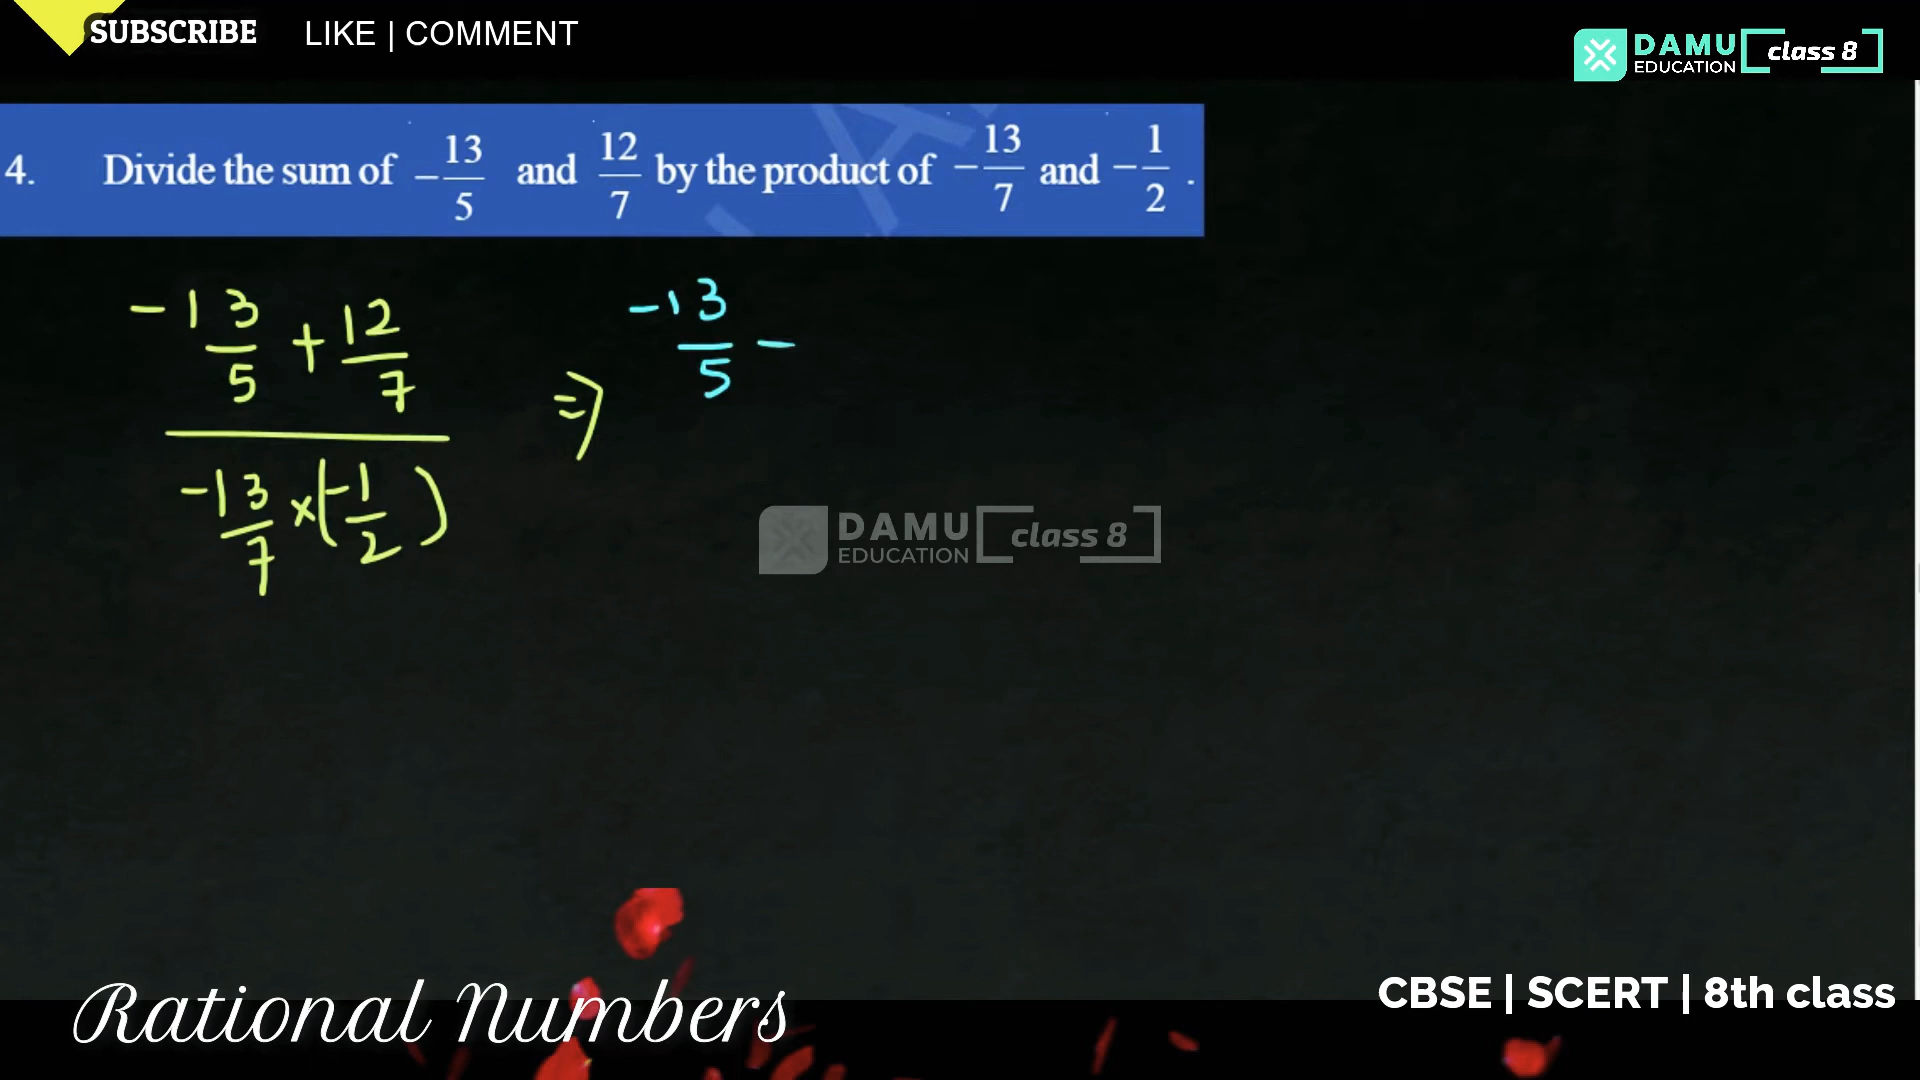 SUBSCRIBE LIKE | COMMENT
DAMU EDUCATION class 8
4. Divide the sum of -13/5 and 12/7 by the product of -13/7 and -1/2 .
-13/5 + 12/7
-13/7 × (-1/2)
⇒ -13/5 -
DAMU EDUCATION class 8
Rational Numbers
CBSE | SCERT | 8th class